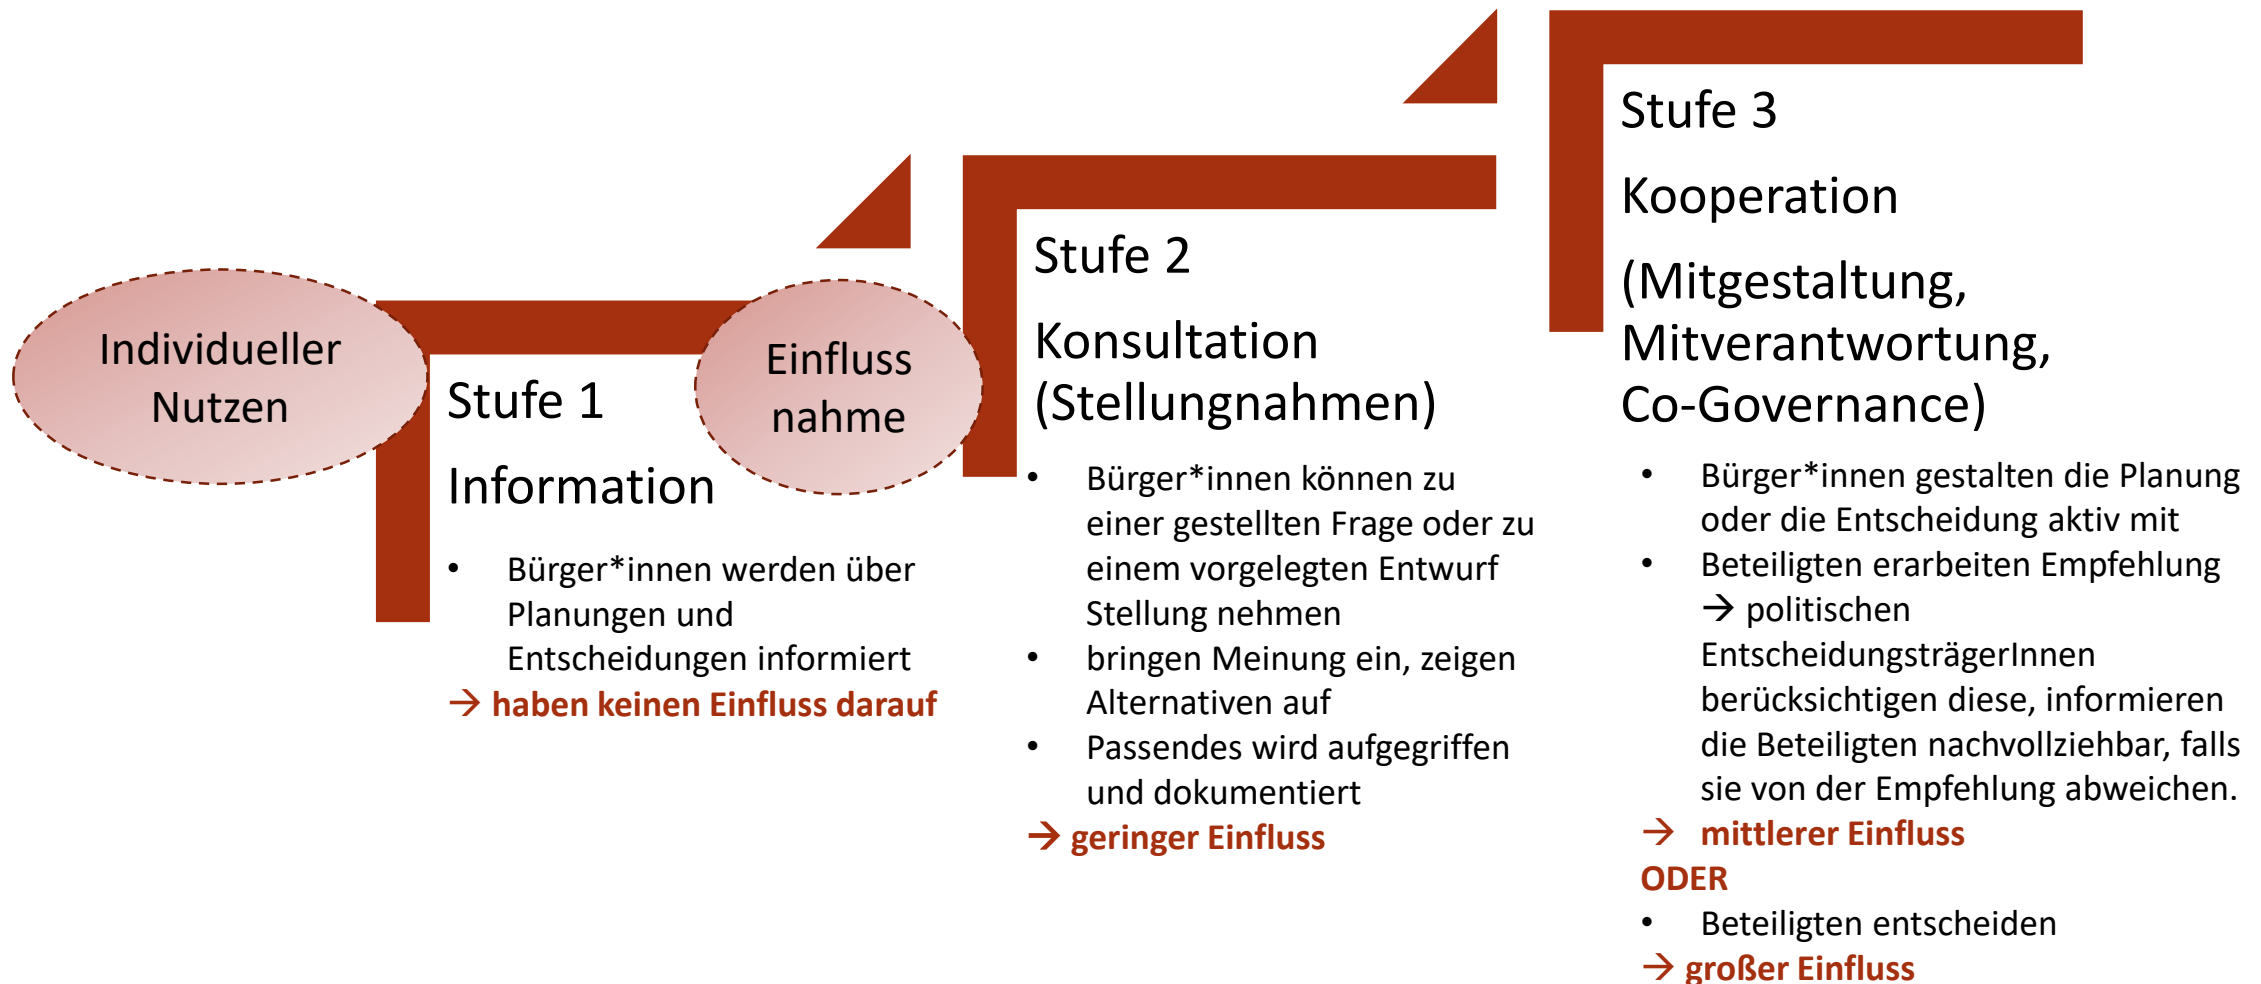 Individueller
Nutzen
Stufe 1
Information
• Bürger*innen werden über
Planungen und
Entscheidungen informiert
→ haben keinen Einfluss darauf
Einfluss
nahme
Stufe 2
Konsultation
(Stellungnahmen)
• Bürger*innen können zu
einer gestellten Frage oder zu
einem vorgelegten Entwurf
Stellung nehmen
• bringen Meinung ein, zeigen
Alternativen auf
• Passendes wird aufgegriffen
und dokumentiert
→ geringer Einfluss
Stufe 3
Kooperation
(Mitgestaltung,
Mitverantwortung,
Co-Governance)
• Bürger*innen gestalten die Planung
oder die Entscheidung aktiv mit
• Beteiligten erarbeiten Empfehlung
→ politischen
EntscheidungsträgerInnen
berücksichtigen diese, informieren
die Beteiligten nachvollziehbar, falls
sie von der Empfehlung abweichen.
→ mittlerer Einfluss
ODER
• Beteiligten entscheiden
→ großer Einfluss